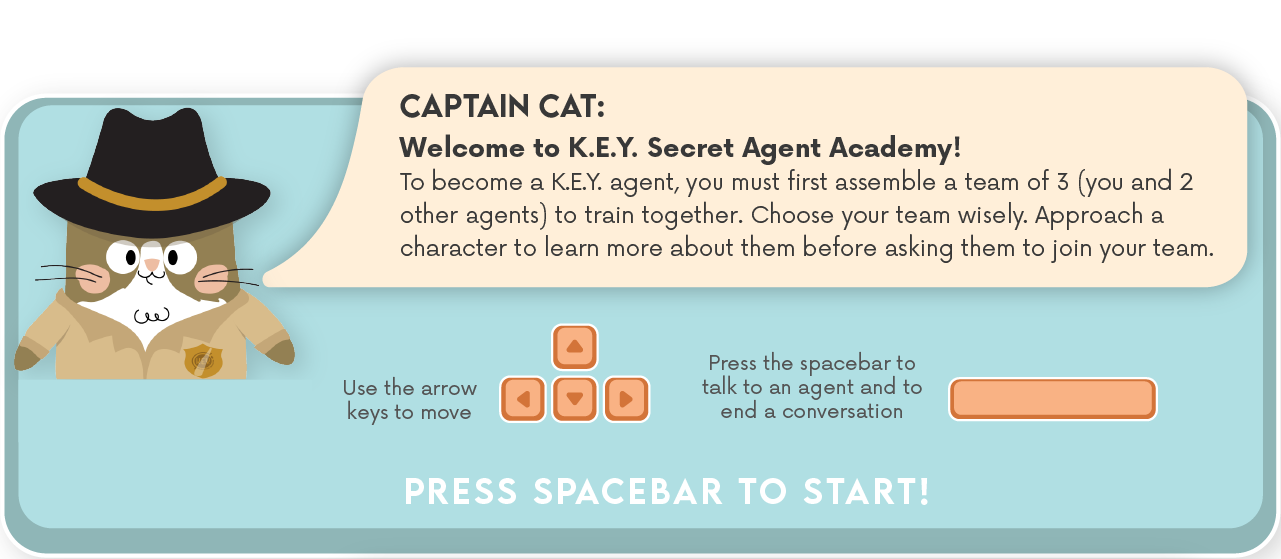 CAPTAIN CAT:
Welcome to K.E.Y. Secret Agent Academy!
To become a K.E.Y. agent, you must first assemble a team of 3 (you and 2
other agents) to train together. Choose your team wisely. Approach a
character to learn more about them before asking them to join your team.
Use the arrow
keys to move
Press the spacebar to
talk to an agent and to
end a conversation
PRESS SPACEBAR TO START!